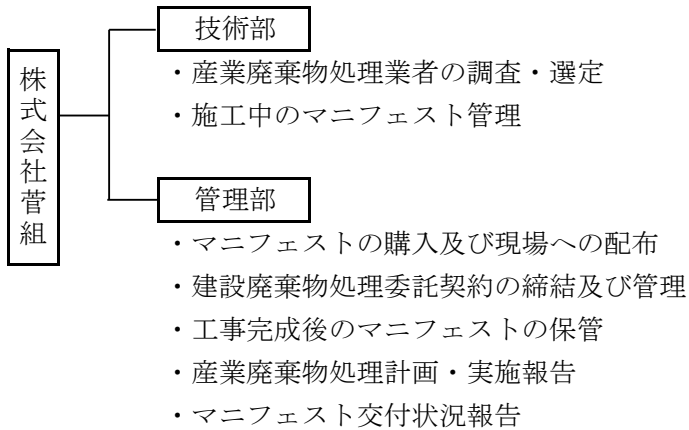 株式会社菅組
技術部
・産業廃棄物処理業者の調査・選定
・施工中のマニフェスト管理
管理部
・マニフェストの購入及び現場への配布
・建設廃棄物処理委託契約の締結及び管理
・工事完成後のマニフェストの保管
・産業廃棄物処理計画・実施報告
・マニフェスト交付状況報告